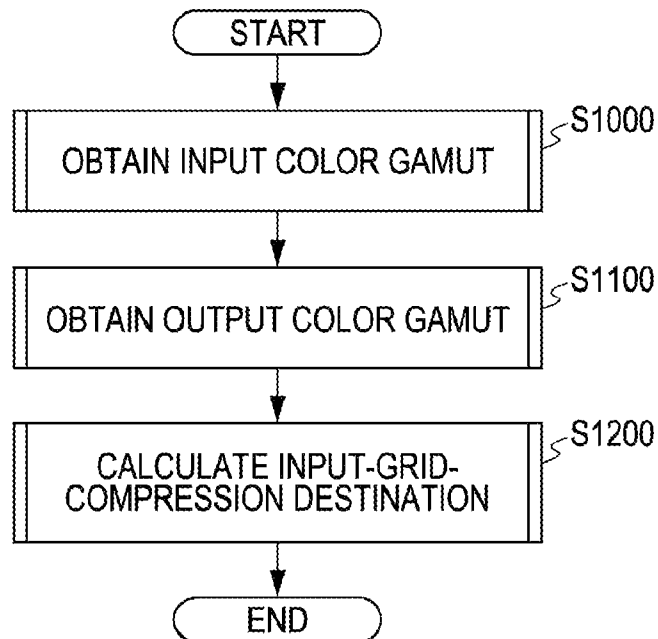 START
OBTAIN INPUT COLOR GAMUT
S1000
OBTAIN OUTPUT COLOR GAMUT
S1100
CALCULATE INPUT-GRID-
COMPRESSION DESTINATION
S1200
END